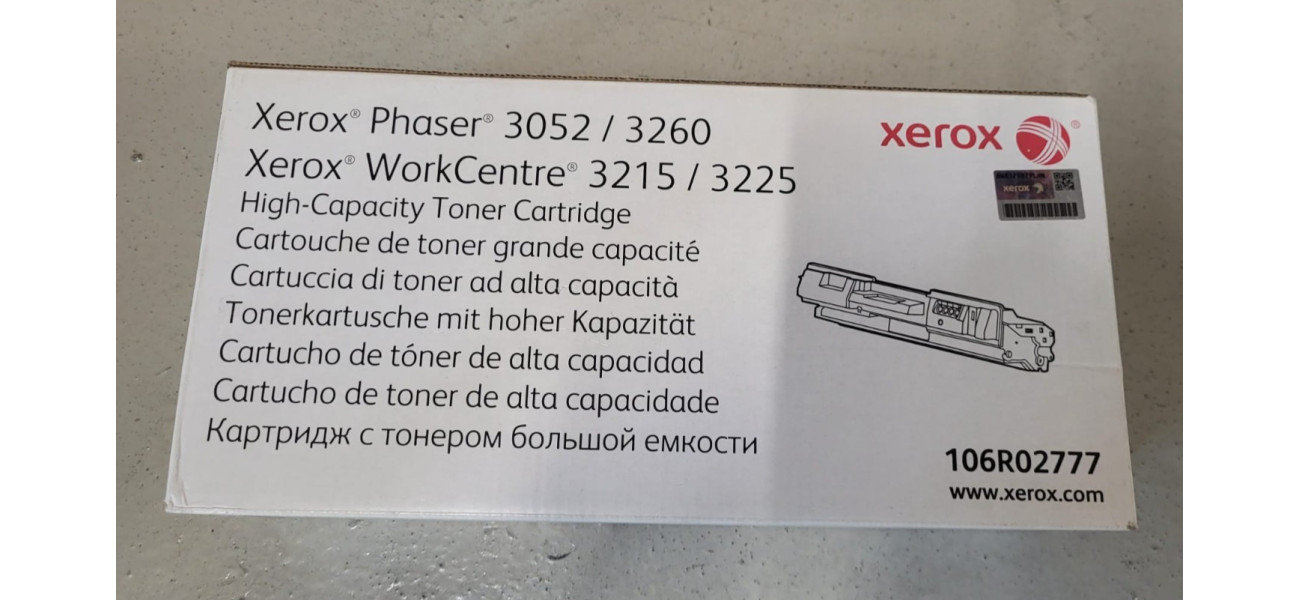 Xerox® Phaser® 3052 / 3260
Xerox® WorkCentre® 3215 / 3225
High-Capacity Toner Cartridge
Cartouche de toner grande capacité
Cartuccia di toner ad alta capacità
Tonerkartusche mit hoher Kapazität
Cartucho de tóner de alta capacidad
Cartucho de toner de alta capacidade
Картридж с тонером большой емкости
xerox®
xerox
106R02777
www.xerox.com